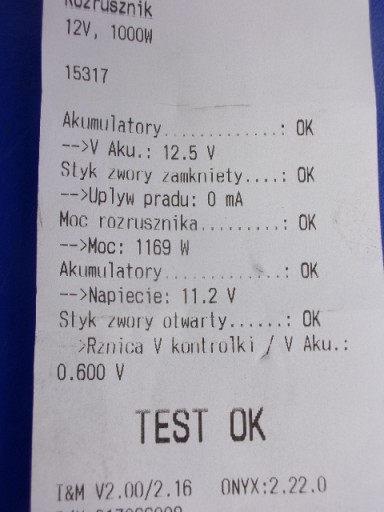 Rozrusznik
12V, 1000W
15317
Akumulatory.............: OK
-->V Aku.: 12.5 V
Styk zwory zamkniety....: OK
-->Uplyw pradu: 0 mA
Moc rozrusznika.........: OK
-->Moc: 1169 W
Akumulatory.............: OK
-->Napiecie: 11.2 V
Styk zwory otwarty......: OK
-->Rznica V kontrolki / V Aku.:
0.600 V
TEST OK
T&M V2.00/2.16 ONYX:2.22.0